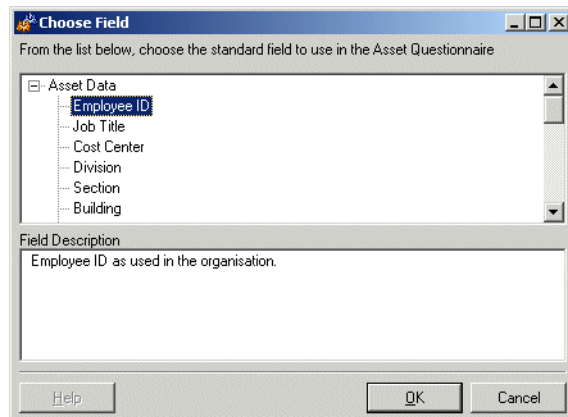 Choose Field
From the list below, choose the standard field to use in the Asset Questionnaire
Asset Data
Employee ID
Job Title
Cost Center
Division
Section
Building
Field Description
Employee ID as used in the organisation.
Help
OK
Cancel